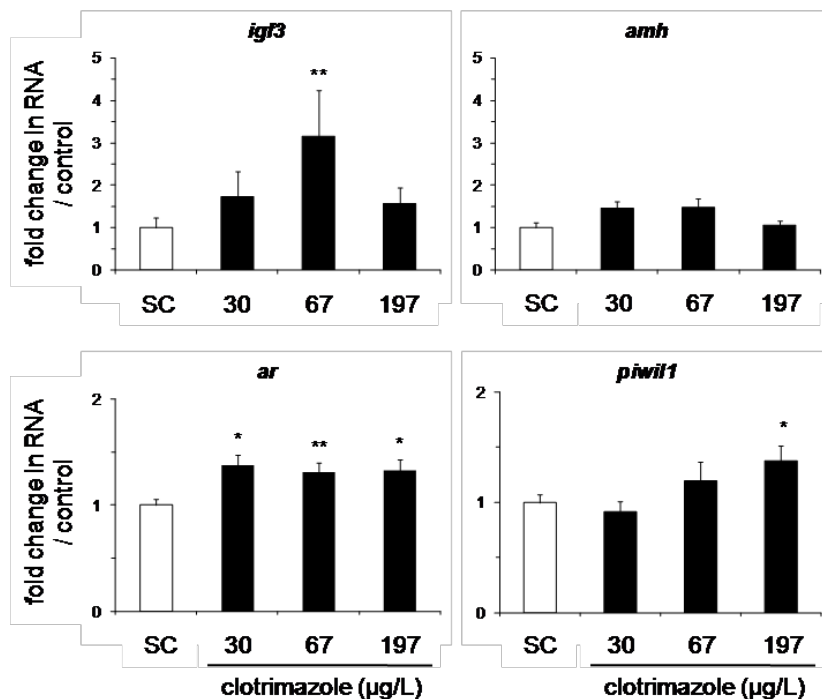 igf3
amh
fold change In RNA
/ control
5
4
3
2
1
0
**
SC
30
67
197
5
4
3
2
1
0
SC
30
67
197
ar
piwil1
fold change In RNA
/ control
2
1
0
*
**
*
SC
30
67
197
clotrimazole (µg/L)
2
1
0
*
SC
30
67
197
clotrimazole (µg/L)